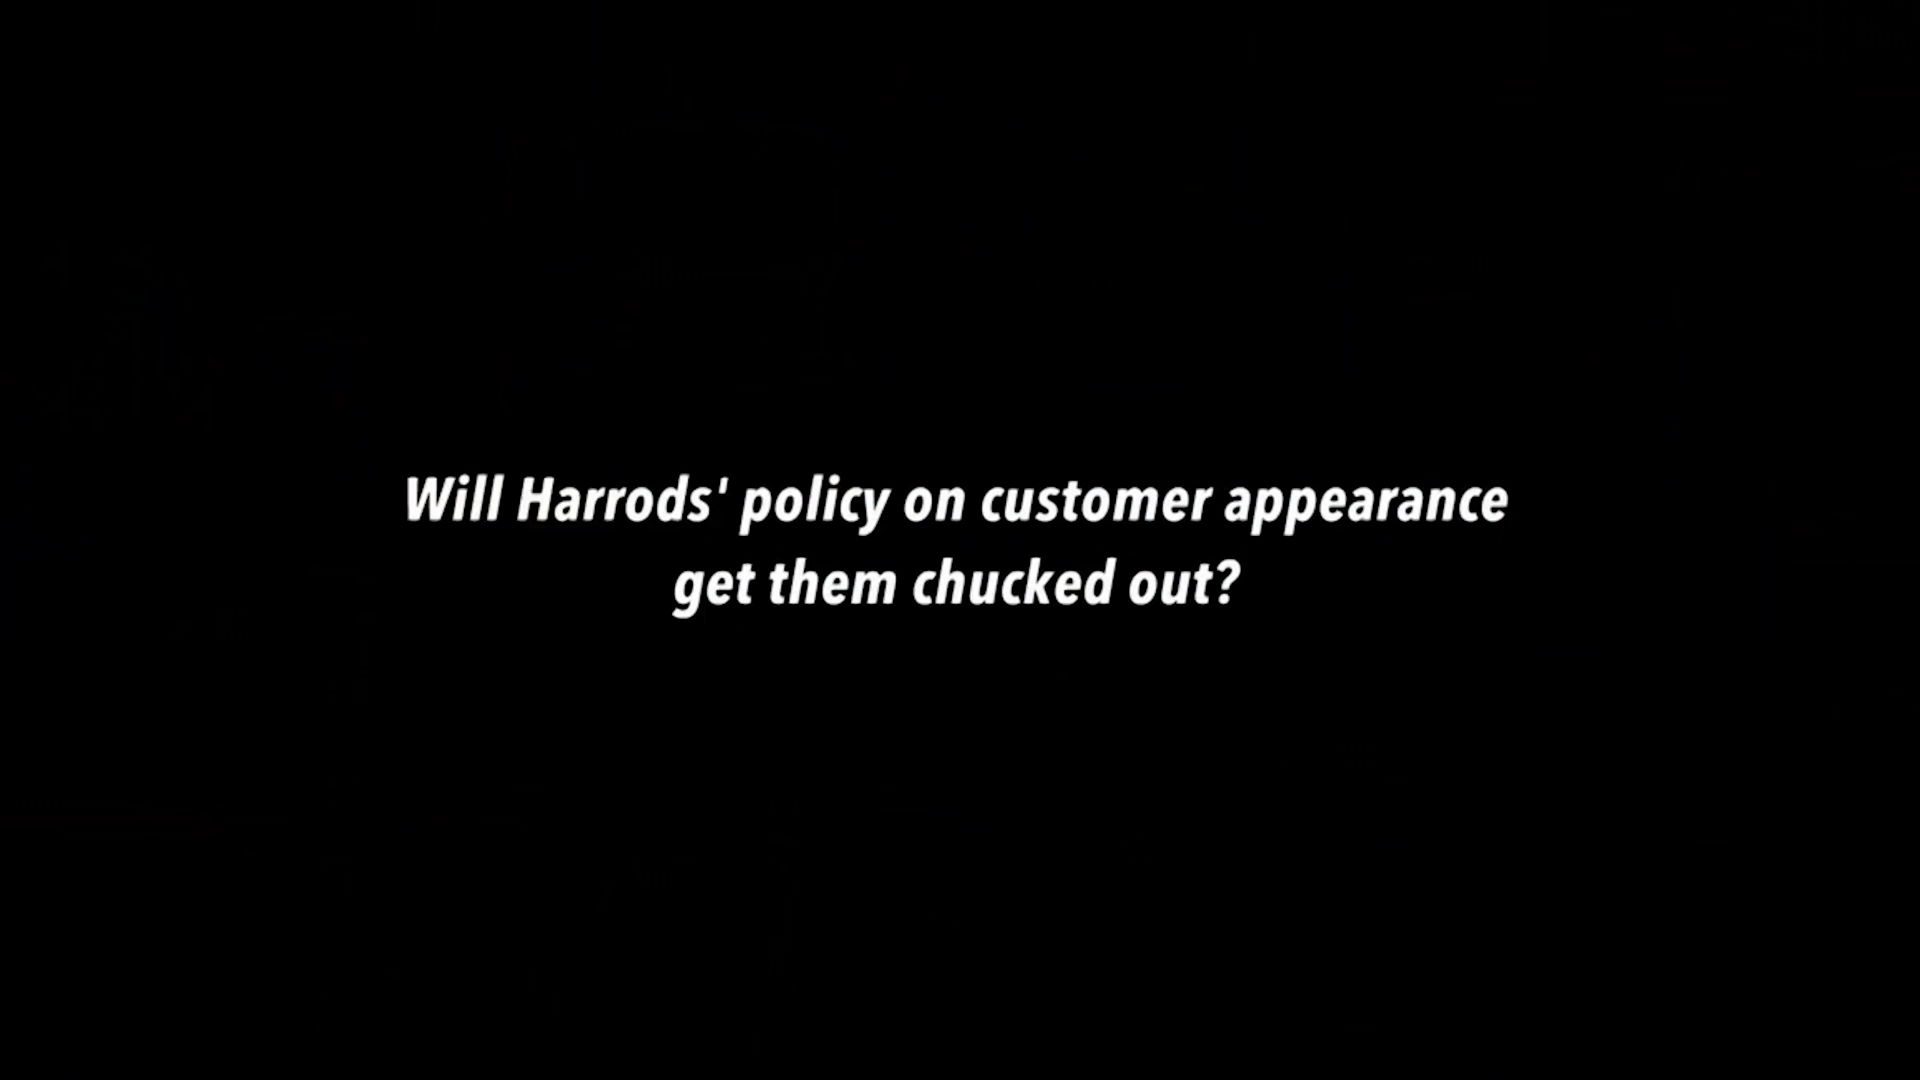 Will Harrods' policy on customer appearance
get them chucked out?